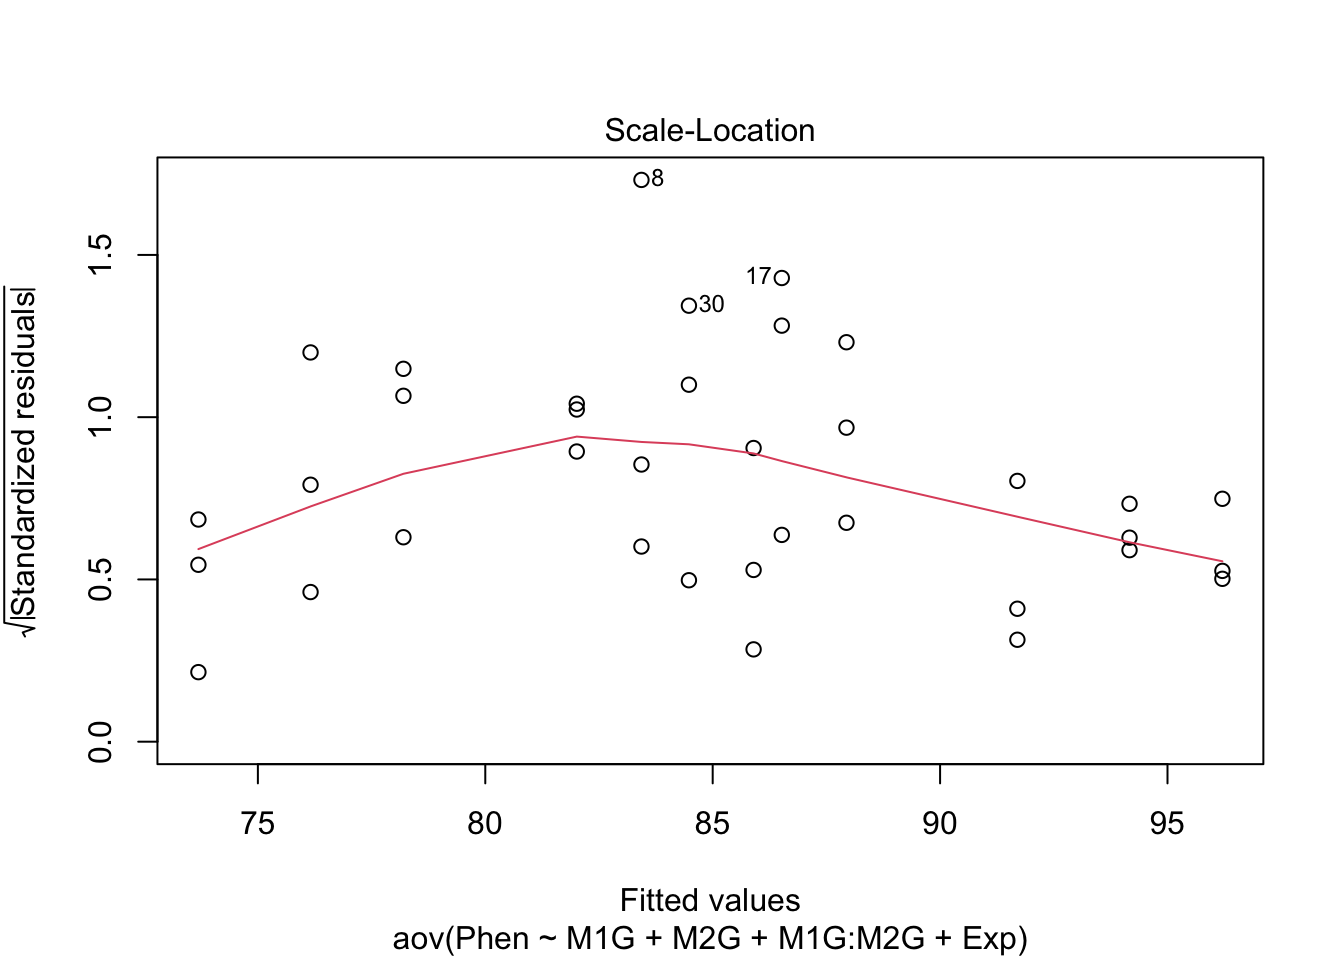 Scale-Location
√|Standardized residuals|
1.5
1.0
0.5
0.0
8
17
30
75 80 85 90 95
Fitted values
aov(Phen ~ M1G + M2G + M1G:M2G + Exp)